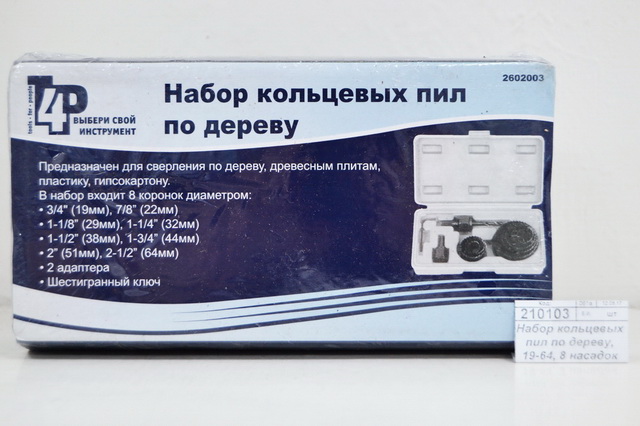 2602003
tools - for - people
T4P
ВЫБЕРИ СВОЙ
ИНСТРУМЕНТ
Набор кольцевых пил
по дереву
Предназначен для сверления по дереву, древесным плитам,
пластику, гипсокартону.
В набор входит 8 коронок диаметром:
• 3/4" (19мм), 7/8" (22мм)
• 1-1/8" (29мм), 1-1/4" (32мм)
• 1-1/2" (38мм), 1-3/4" (44мм)
• 2" (51мм), 2-1/2" (64мм)
• 2 адаптера
• Шестигранный ключ
210103
шт
Набор кольцевых
пил по дереву,
19-64, 8 насадок